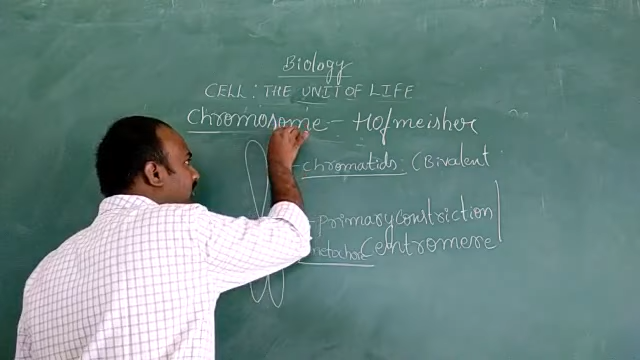 Biology
CELL: THE UNIT OF LIFE
Chromosome - Hofmeisher
- chromatids. (Bivalent
- primary constriction
Centromere